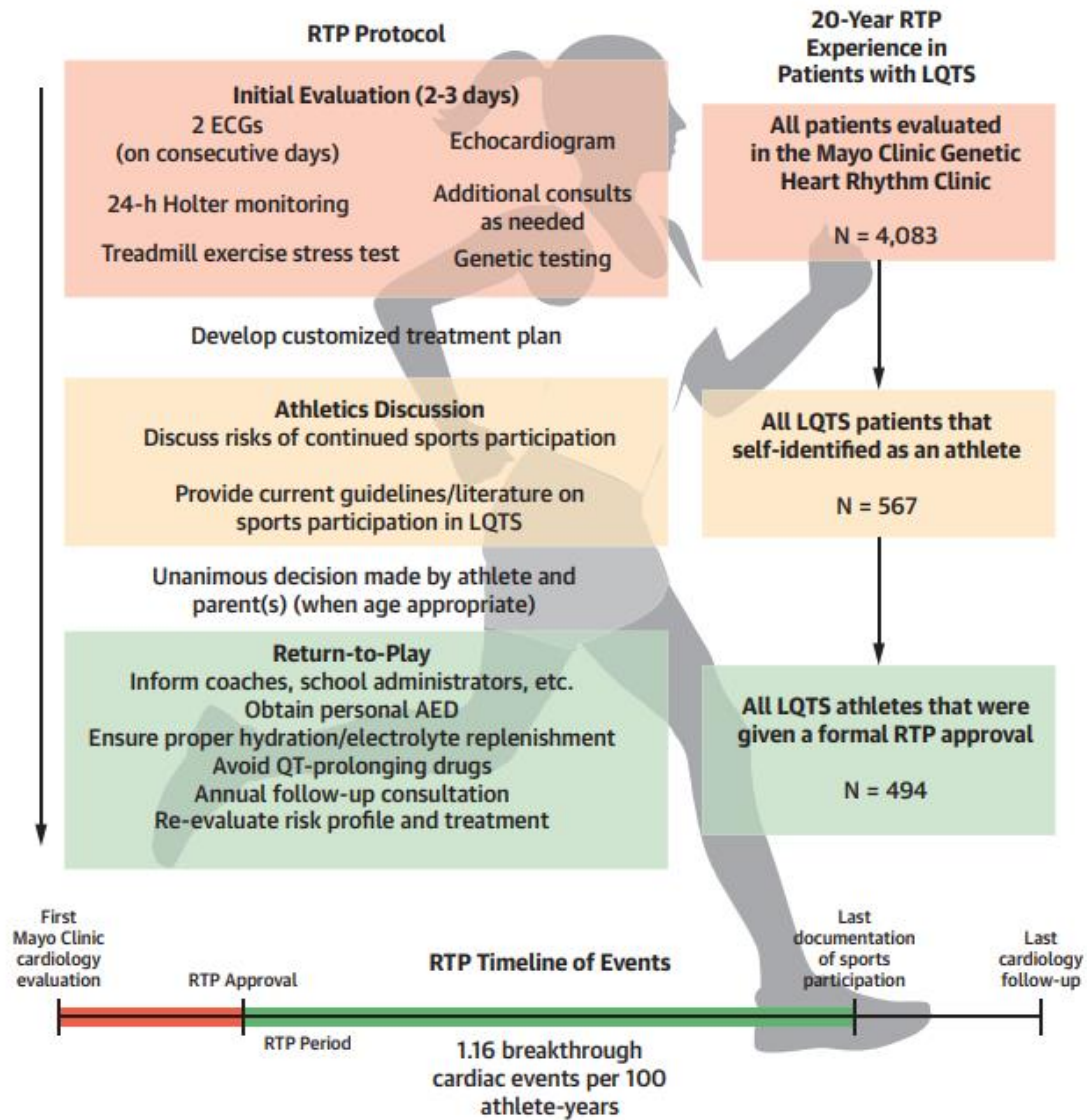 RTP Protocol
Initial Evaluation (2-3 days)
2 ECGs
(on consecutive days)
Echocardiogram
24-h Holter monitoring
Additional consults
as needed
Treadmill exercise stress test
Genetic testing
Develop customized treatment plan
Athletics Discussion
Discuss risks of continued sports participation
Provide current guidelines/literature on
sports participation in LQTS
Unanimous decision made by athlete and
parent(s) (when age appropriate)
Return-to-Play
Inform coaches, school administrators, etc.
Obtain personal AED
Ensure proper hydration/electrolyte replenishment
Avoid QT-prolonging drugs
Annual follow-up consultation
Re-evaluate risk profile and treatment
20-Year RTP
Experience in
Patients with LQTS
All patients evaluated
in the Mayo Clinic Genetic
Heart Rhythm Clinic
N = 4,083
All LQTS patients that
self-identified as an athlete
N = 567
All LQTS athletes that were
given a formal RTP approval
N = 494
First
Mayo Clinic
cardiology
evaluation
RTP Approval
RTP Timeline of Events
Last
documentation
of sports
participation
Last
cardiology
follow-up
RTP Period
1.16 breakthrough
cardiac events per 100
athlete-years